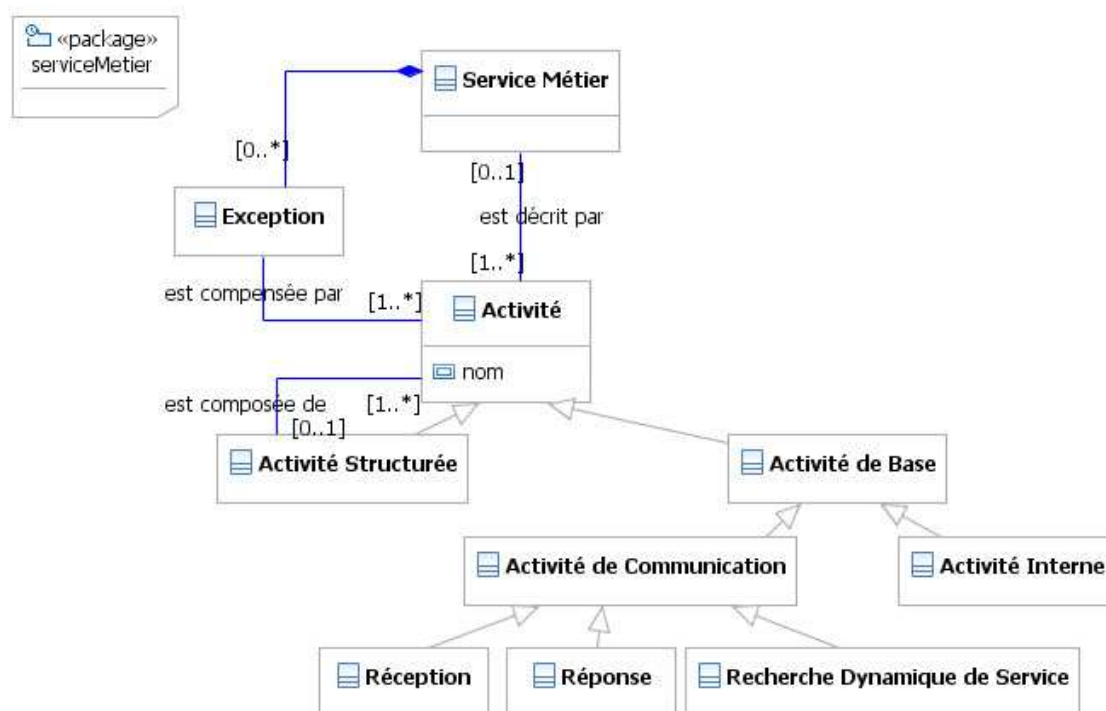 «package»
serviceMetier
Service Métier
[0..*]
[0..1]
Exception
est décrit par
[1..*]
est compensée par
[1..*]
Activité
nom
est composée de
[1..*]
[0..1]
Activité Structurée
Activité de Base
Activité de Communication
Activité Interne
Réception
Réponse
Recherche Dynamique de Service